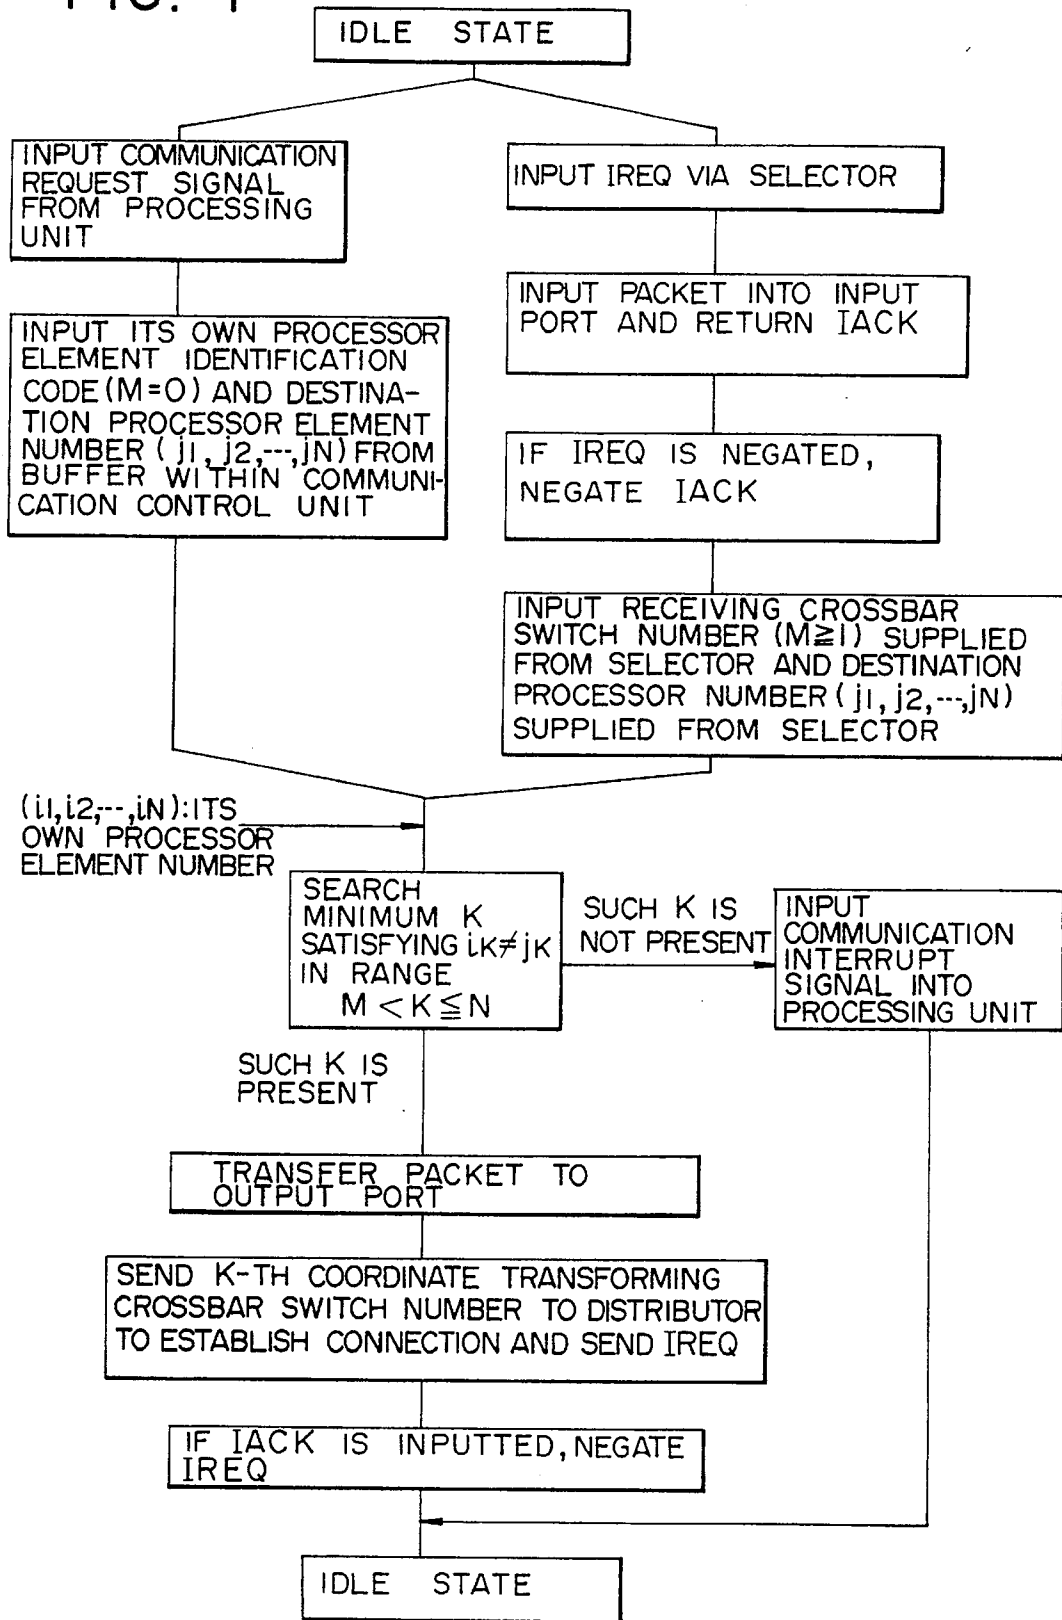 IDLE STATE
INPUT COMMUNICATION
REQUEST SIGNAL
FROM PROCESSING
UNIT
INPUT ITS OWN PROCESSOR
ELEMENT IDENTIFICATION
CODE (M=0) AND DESTINA-
TION PROCESSOR ELEMENT
NUMBER (j1, j2,---,jN) FROM
BUFFER WITHIN COMMUNI-
CATION CONTROL UNIT
INPUT IREQ VIA SELECTOR
INPUT PACKET INTO INPUT
PORT AND RETURN IACK
IF IREQ IS NEGATED,
NEGATE IACK
INPUT RECEIVING CROSSBAR
SWITCH NUMBER (M≧1) SUPPLIED
FROM SELECTOR AND DESTINATION
PROCESSOR NUMBER (j1, j2,---,jN)
SUPPLIED FROM SELECTOR
(i1,i2,---,iN):ITS
OWN PROCESSOR
ELEMENT NUMBER
SEARCH
MINIMUM K
SATISFYING iK≠jK
IN RANGE
M < K ≦ N
SUCH K IS
NOT PRESENT
INPUT
COMMUNICATION
INTERRUPT
SIGNAL INTO
PROCESSING UNIT
SUCH K IS
PRESENT
TRANSFER PACKET TO
OUTPUT PORT
SEND K-TH COORDINATE TRANSFORMING
CROSSBAR SWITCH NUMBER TO DISTRIBUTOR
TO ESTABLISH CONNECTION AND SEND IREQ
IF IACK IS INPUTTED, NEGATE
IREQ
IDLE STATE